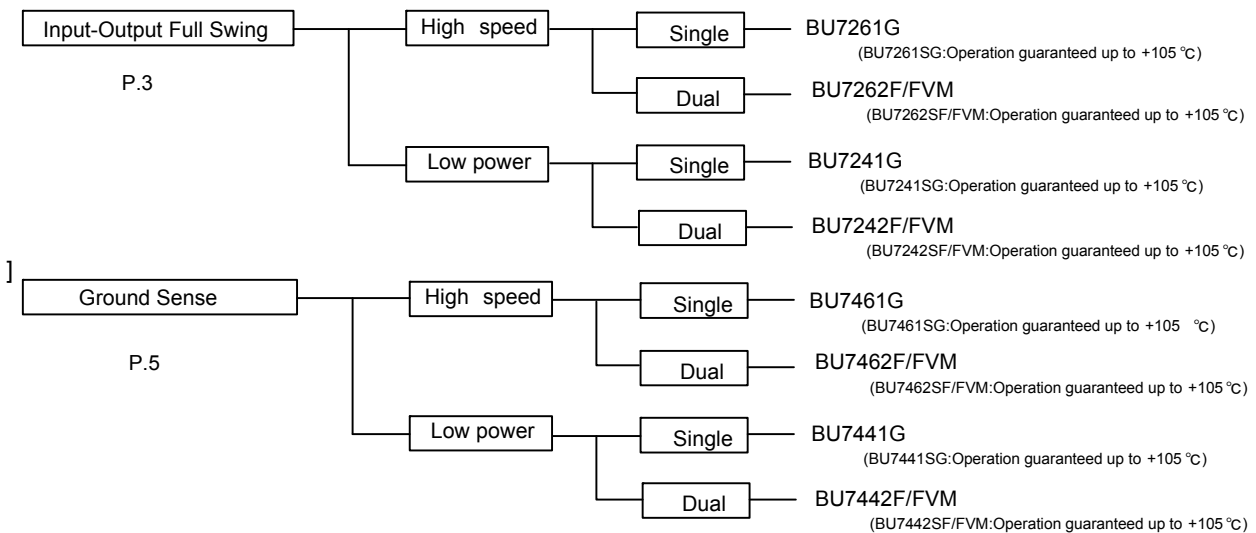 Input-Output Full Swing
High speed
Single
BU7261G
(BU7261SG:Operation guaranteed up to +105℃)
P.3
Dual
BU7262F/FVM
(BU7262SF/FVM:Operation guaranteed up to +105℃)
Low power
Single
BU7241G
(BU7241SG:Operation guaranteed up to +105℃)
Dual
BU7242F/FVM
(BU7242SF/FVM:Operation guaranteed up to +105℃)
]
Ground Sense
High speed
Single
BU7461G
(BU7461SG:Operation guaranteed up to +105 ℃)
P.5
Dual
BU7462F/FVM
(BU7462SF/FVM:Operation guaranteed up to +105℃)
Low power
Single
BU7441G
(BU7441SG:Operation guaranteed up to +105℃)
Dual
BU7442F/FVM
(BU7442SF/FVM:Operation guaranteed up to +105℃)